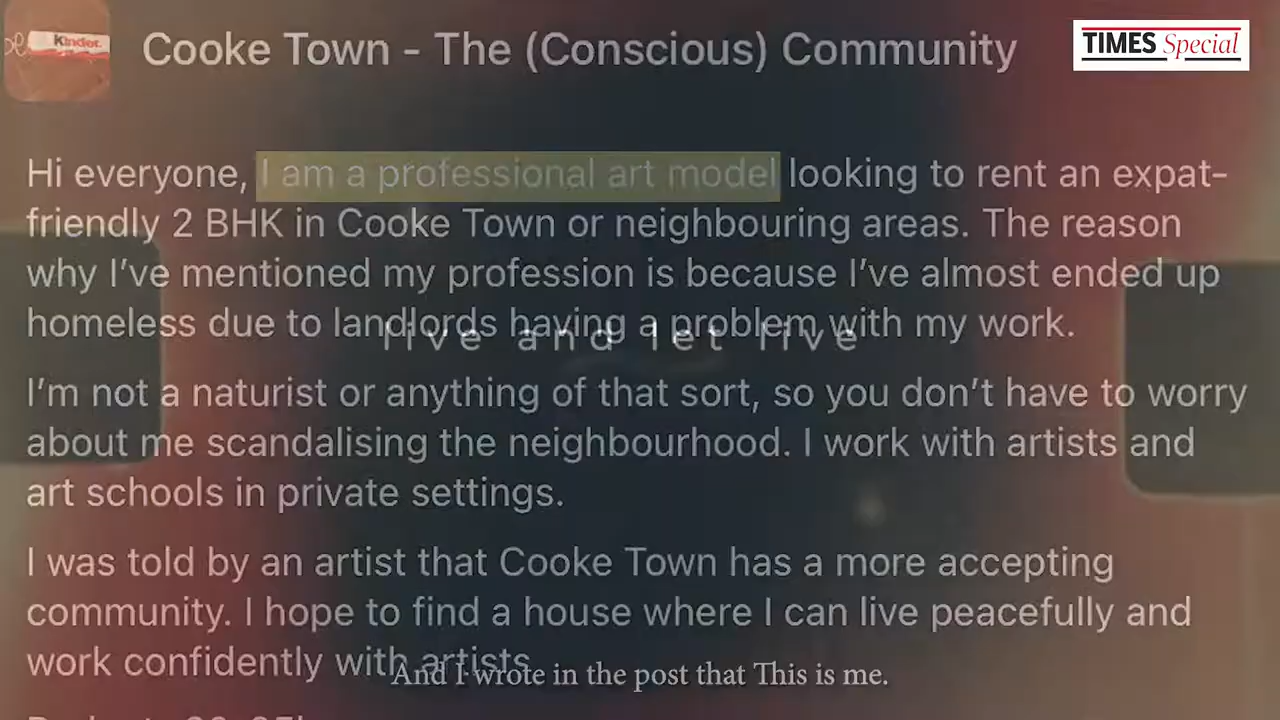 Kinder
Cooke Town - The (Conscious) Community
TIMES Special
Hi everyone, I am a professional art model looking to rent an expat-
friendly 2 BHK in Cooke Town or neighbouring areas. The reason
why I’ve mentioned my profession is because I’ve almost ended up
homeless due to landlords having a problem with my work.
live and let live
I’m not a naturist or anything of that sort, so you don’t have to worry
about me scandalising the neighbourhood. I work with artists and
art schools in private settings.
I was told by an artist that Cooke Town has a more accepting
community. I hope to find a house where I can live peacefully and
work confidently with artists.
And I wrote in the post that This is me.